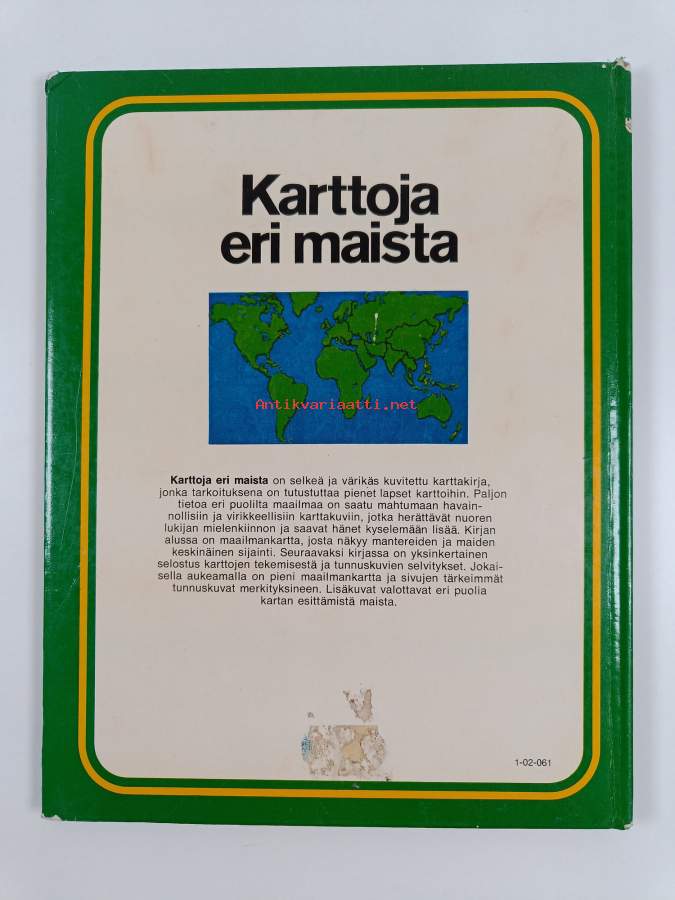 Karttoja
eri maista
Antikvariaatti.net
Karttoja eri maista on selkeä ja värikäs kuvitettu karttakirja,
jonka tarkoituksena on tutustuttaa pienet lapset karttoihin. Paljon
tietoa eri puolilta maailmaa on saatu mahtumaan havain-
nollisiin ja virikkeellisiin karttakuviin, jotka herättävät nuoren
lukijan mielenkiinnon ja saavat hänet kyselemään lisää. Kirjan
alussa on maailmankartta, josta näkyy mantereiden ja maiden
keskinäinen sijainti. Seuraavaksi kirjassa on yksinkertainen
selostus karttojen tekemisestä ja tunnuskuvien selvitykset. Jokai-
sella aukeamalla on pieni maailmankartta ja sivujen tärkeimmät
tunnuskuvat merkityksineen. Lisäkuvat valottavat eri puolia
kartan esittämistä maista.
1-02-061